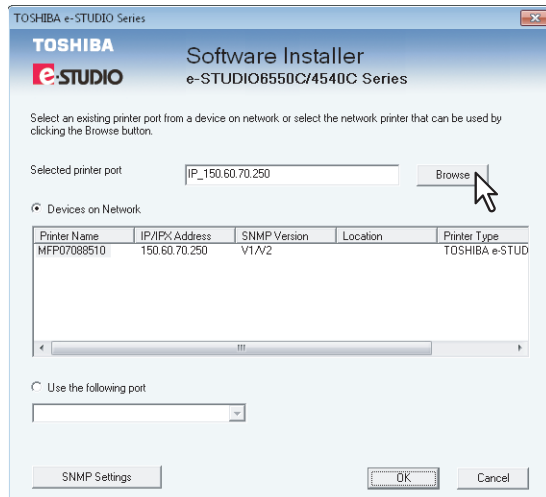 TOSHIBA e-STUDIO Series
TOSHIBA
e-STUDIO
Software Installer
e-STUDIO6550C/4540C Series
Select an existing printer port from a device on network or select the network printer that can be used by
clicking the Browse button.
Selected printer port IP_150.60.70.250 Browse
Devices on Network
Printer Name IP/IPX Address SNMP Version Location Printer Type
MFP07088510 150.60.70.250 V1/V2 TOSHIBA e-STUD
Use the following port
SNMP Settings OK Cancel